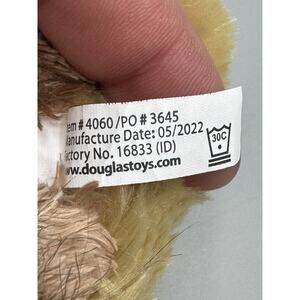 tem# 4060/PO # 3645
anufacture Date: 05/2022
actory No. 16833 (ID)
www.douglastoys.com
30C